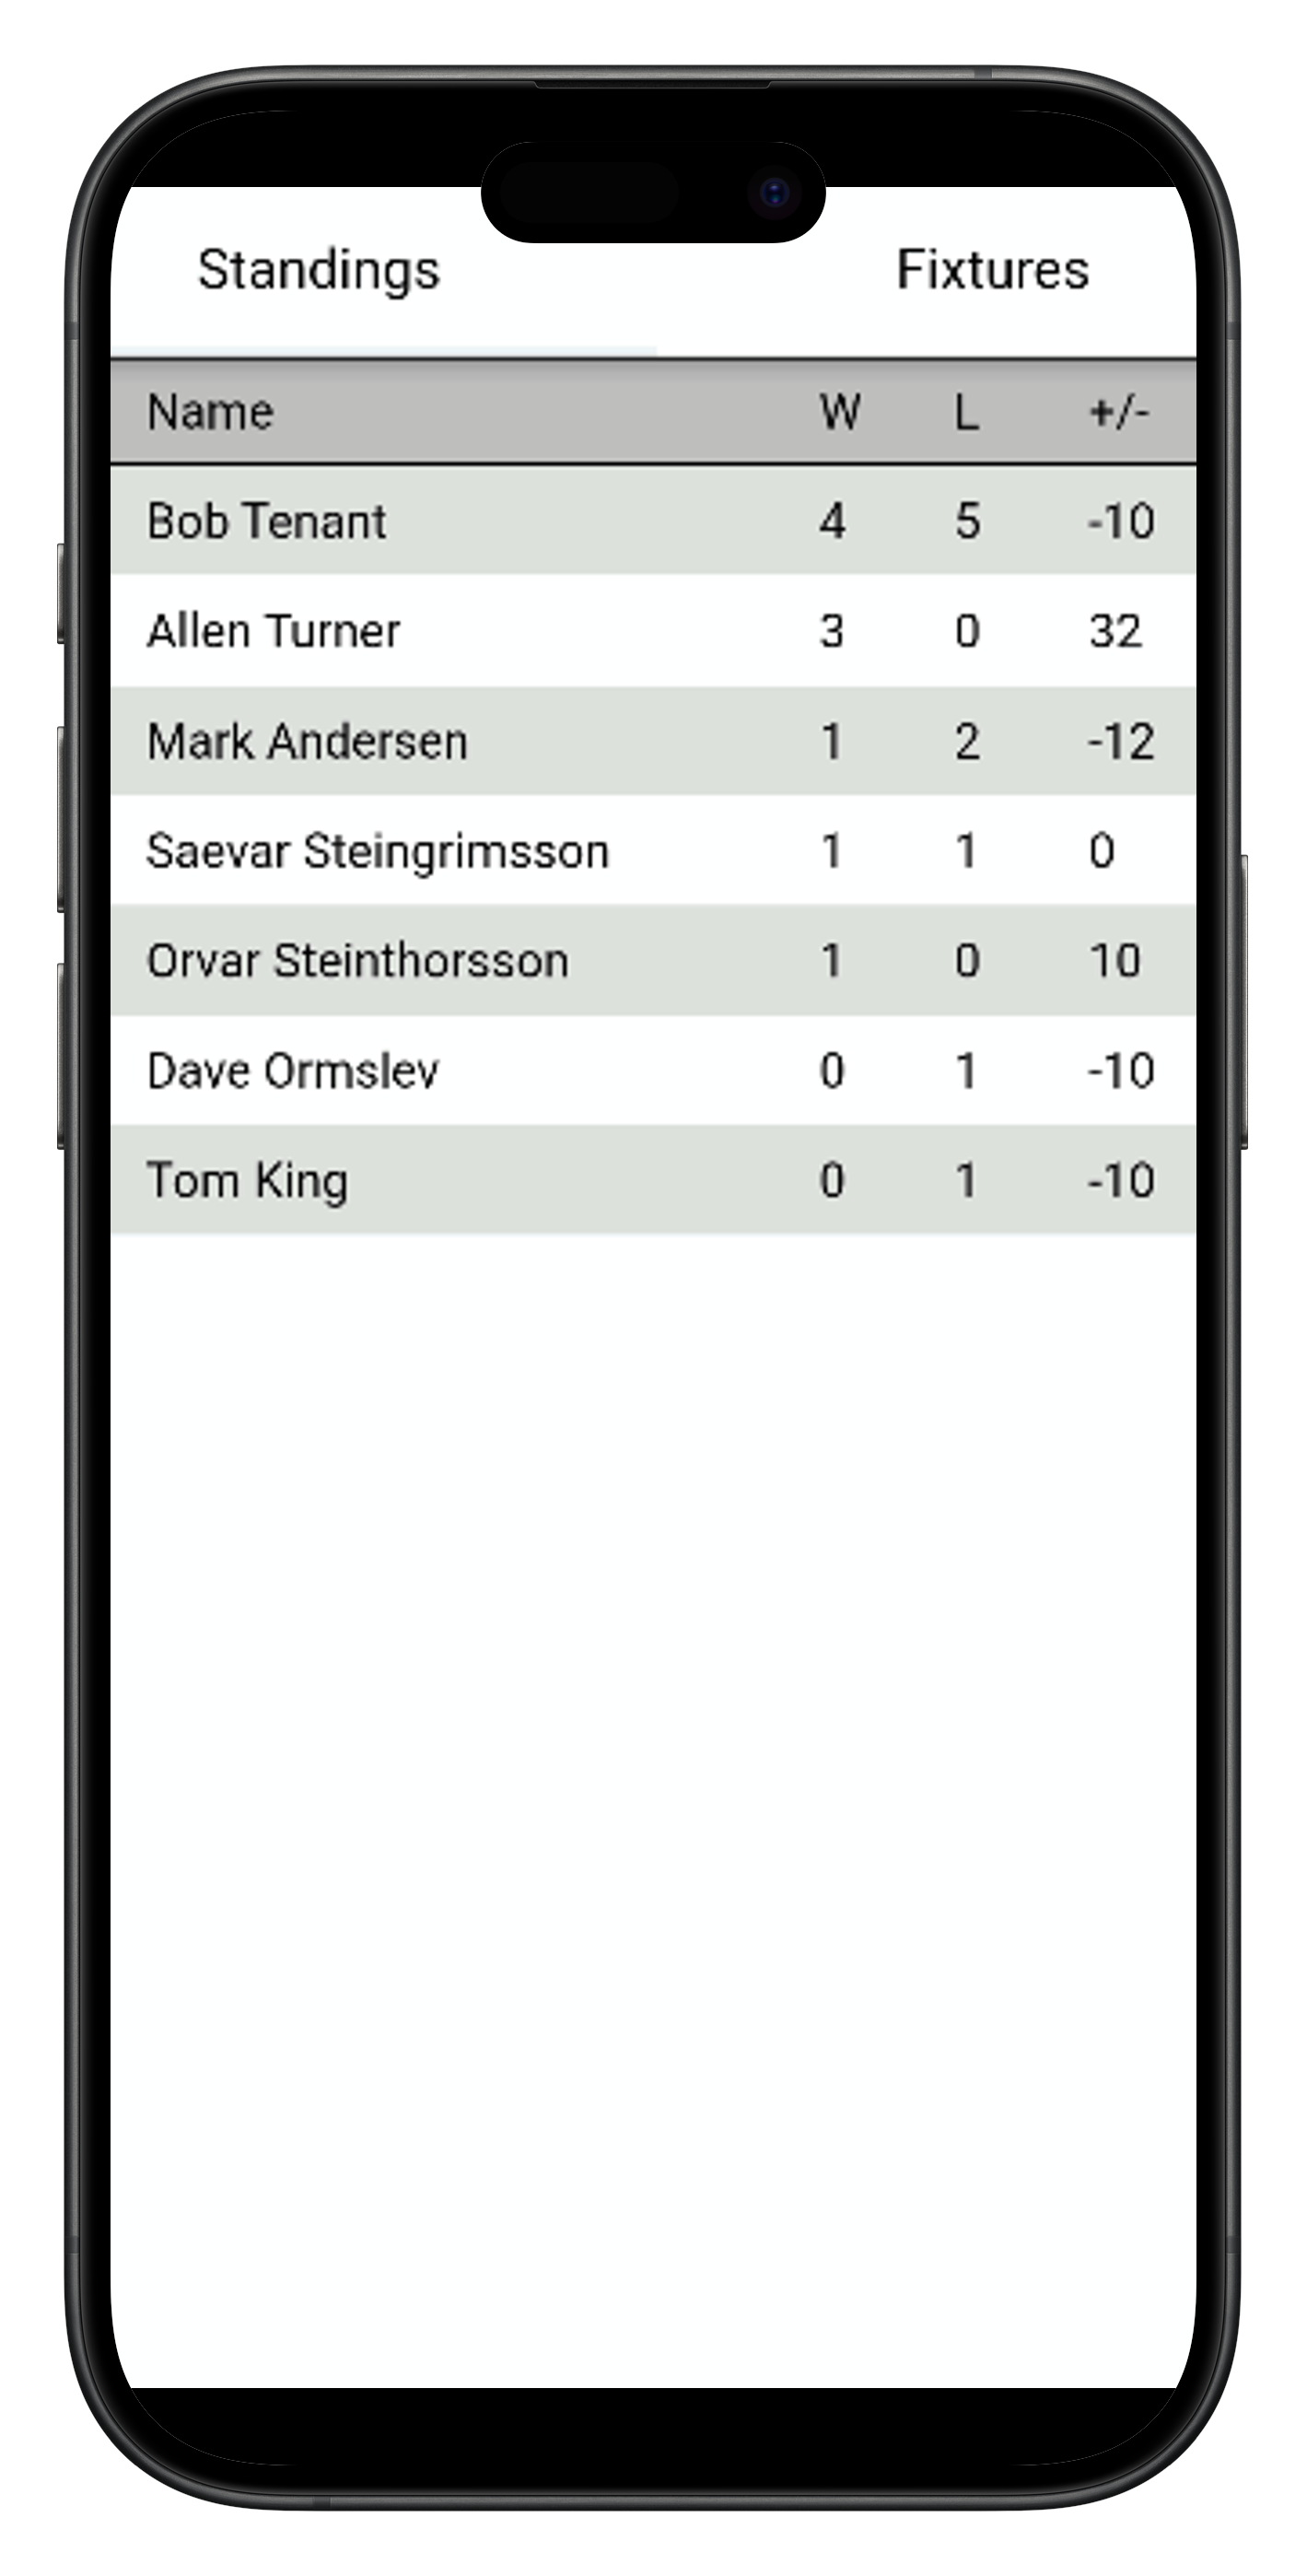 Standings Fixtures
Name W L +/-
Bob Tenant 4 5 -10
Allen Turner 3 0 32
Mark Andersen 1 2 -12
Saevar Steingrimsson 1 1 0
Orvar Steinthorsson 1 0 10
Dave Ormslev 0 1 -10
Tom King 0 1 -10